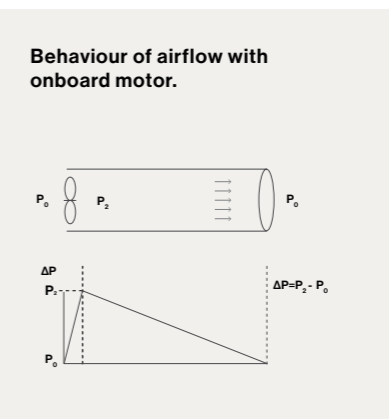 Behaviour of airflow with
onboard motor.
P₀ P₂ P₀
ΔP
P₂
ΔP=P₂- P₀
P₀